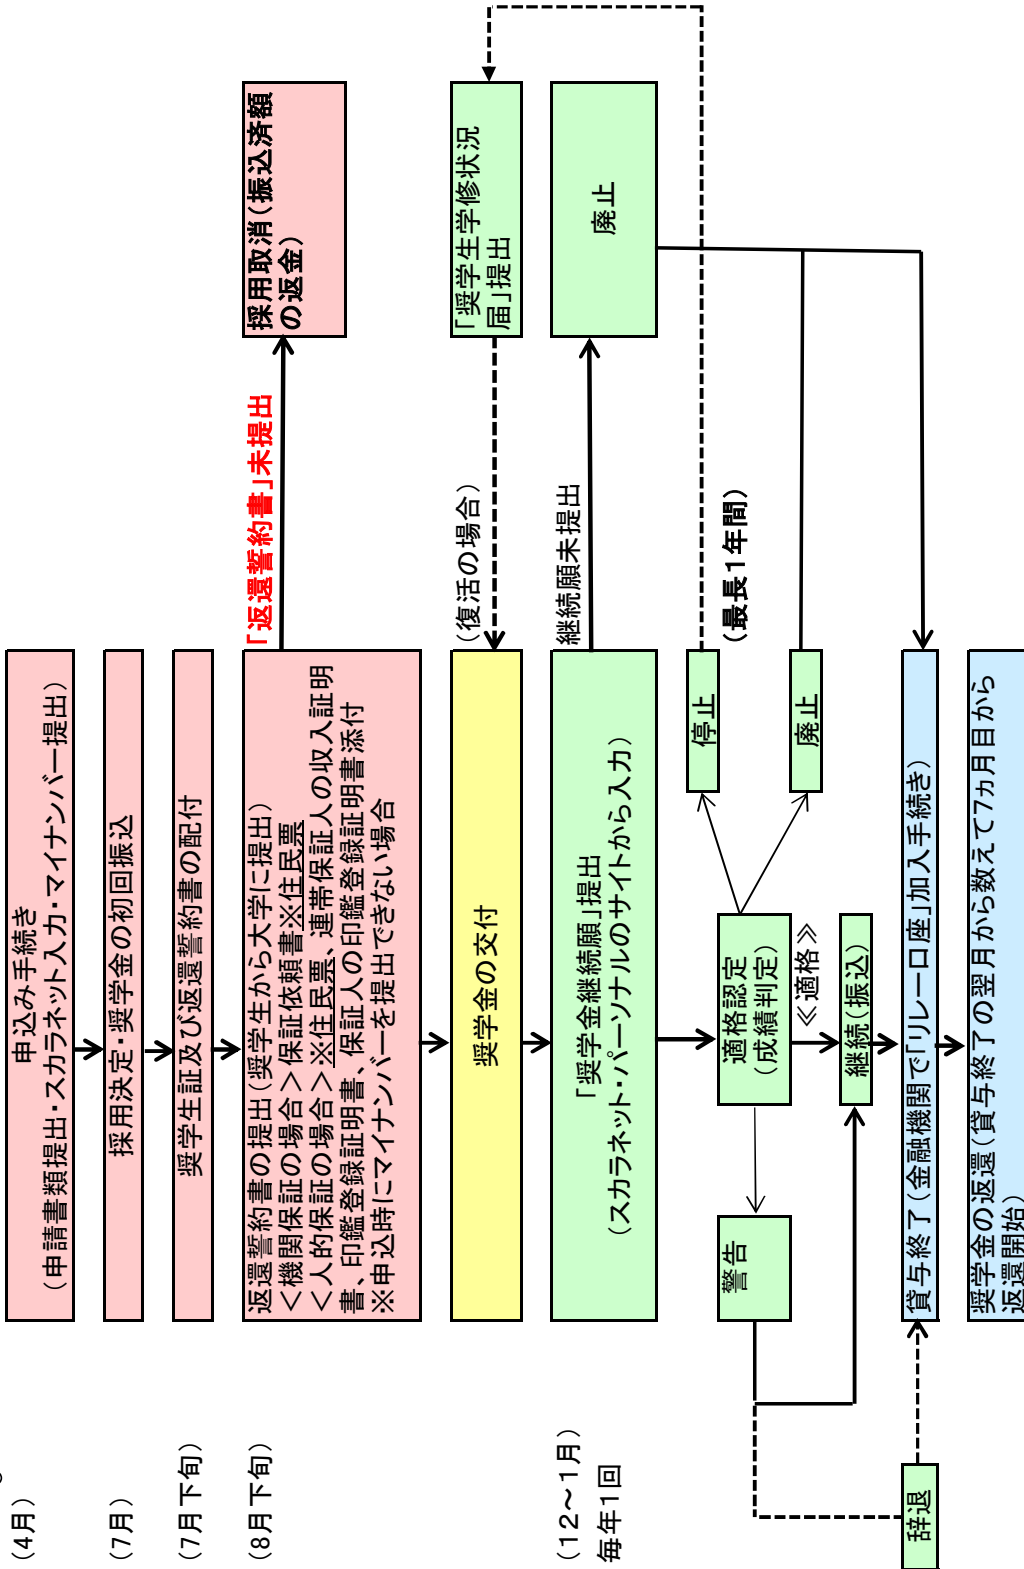 (4月)
申込み手続き
(申請書類提出・スカラネット入力・マイナンバー提出)
(7月)
採用決定・奨学金の初回振込
(7月下旬)
奨学生証及び返還誓約書の配付
(8月下旬)
返還誓約書の提出(奨学生から大学に提出)
<機関保証の場合>保証依頼書※住民票
<人的保証の場合>※住民票、連帯保証人の収入証明
書、印鑑登録証明書、保証人の印鑑登録証明書添付
※申込時にマイナンバーを提出できない場合
「返還誓約書」未提出
採用取消(振込済額
の返金)
奨学金の交付
(復活の場合)
「奨学生学修状況
届」提出
(12~1月)
毎年1回
「奨学金継続願」提出
(スカラネット・パーソナルのサイトから入力)
継続願未提出
廃止
警告
適格認定
(成績判定)
停止
(最長1年間)
廃止
≪適格≫
継続(振込)
辞退
貸与終了(金融機関で「リレー口座」加入手続き)
奨学金の返還(貸与終了の翌月から数えて7ヵ月目から
返還開始)